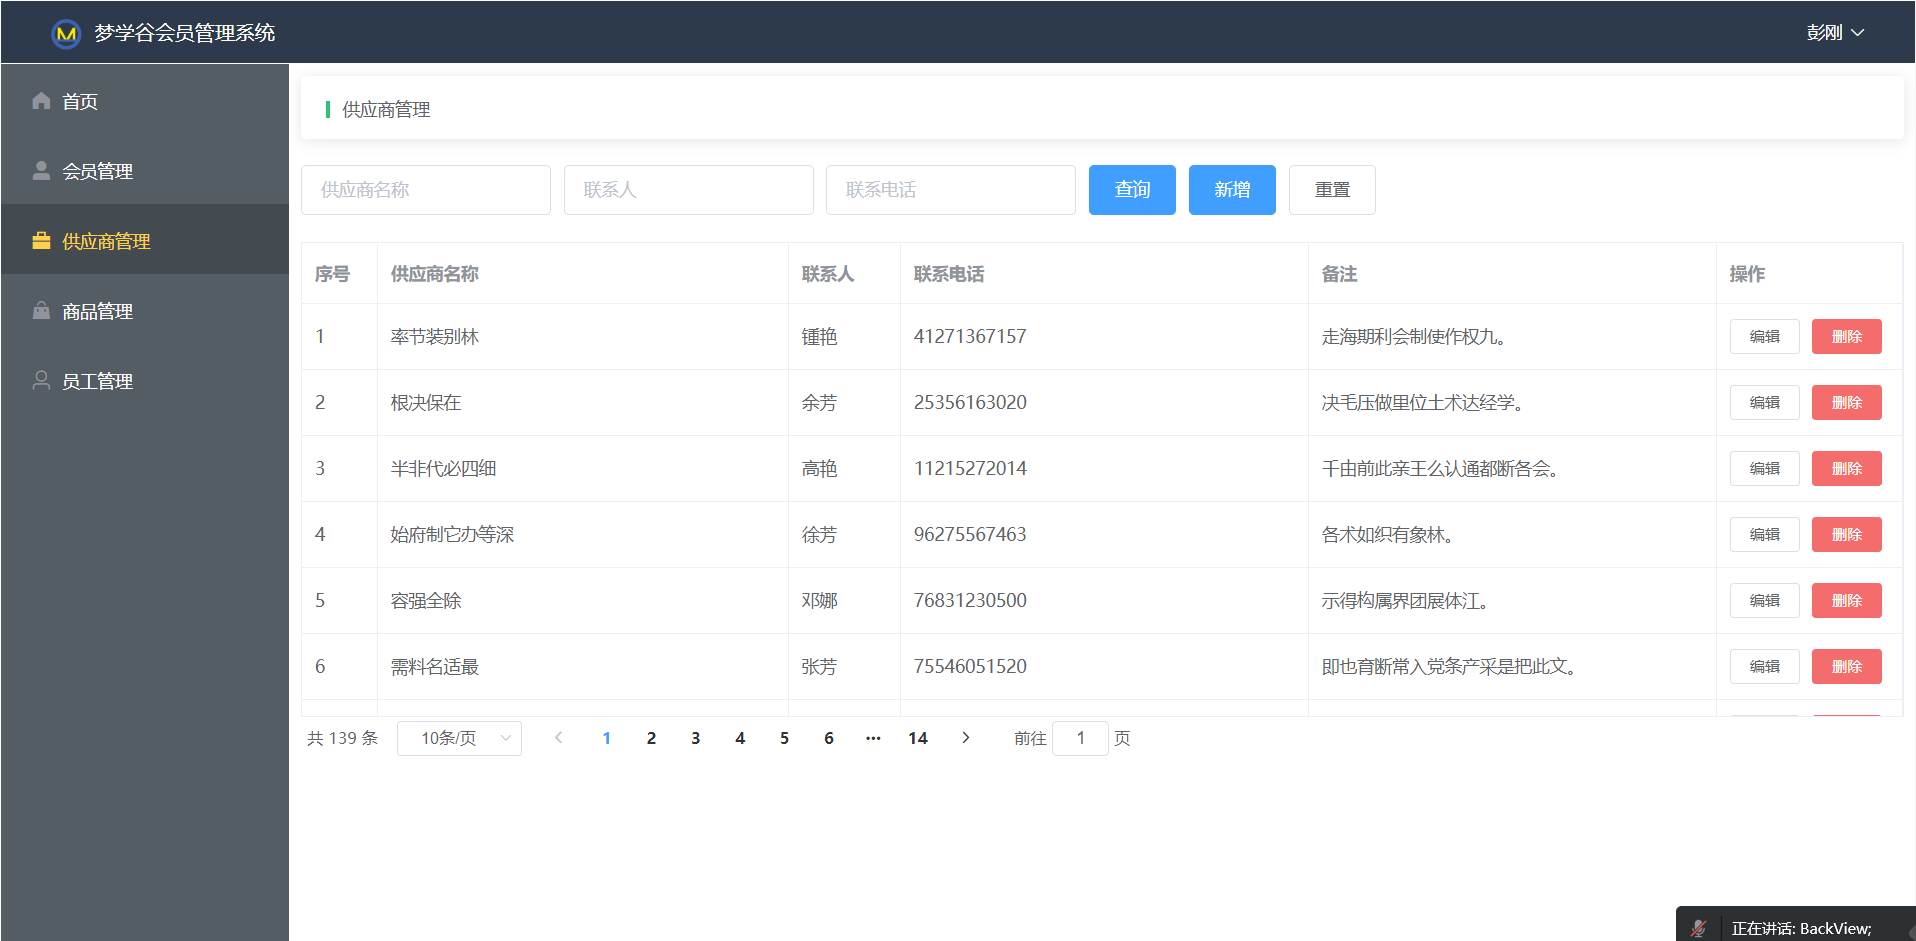 梦学谷会员管理系统
彭刚
首页
会员管理
供应商管理
商品管理
员工管理
供应商管理
供应商名称 联系人 联系电话 查询 新增 重置
序号 供应商名称 联系人 联系电话 备注 操作
1 率节装别林 锺艳 41271367157 走海期利会制使作权九。 编辑 删除
2 根决保在 余芳 25356163020 决毛压做里位土术达经学。 编辑 删除
3 半非代必四细 高艳 11215272014 千由前此亲王么认通都断各会。 编辑 删除
4 始府制它办等深 徐芳 96275567463 各术如织有象林。 编辑 删除
5 容强全除 邓娜 76831230500 示得构属界团展体江。 编辑 删除
6 需料名适最 张芳 75546051520 即也育断常入党条产采是把此文。 编辑 删除
共 139 条 10条/页 1 2 3 4 5 6 ··· 14 前往 1 页
正在讲话: BackView;